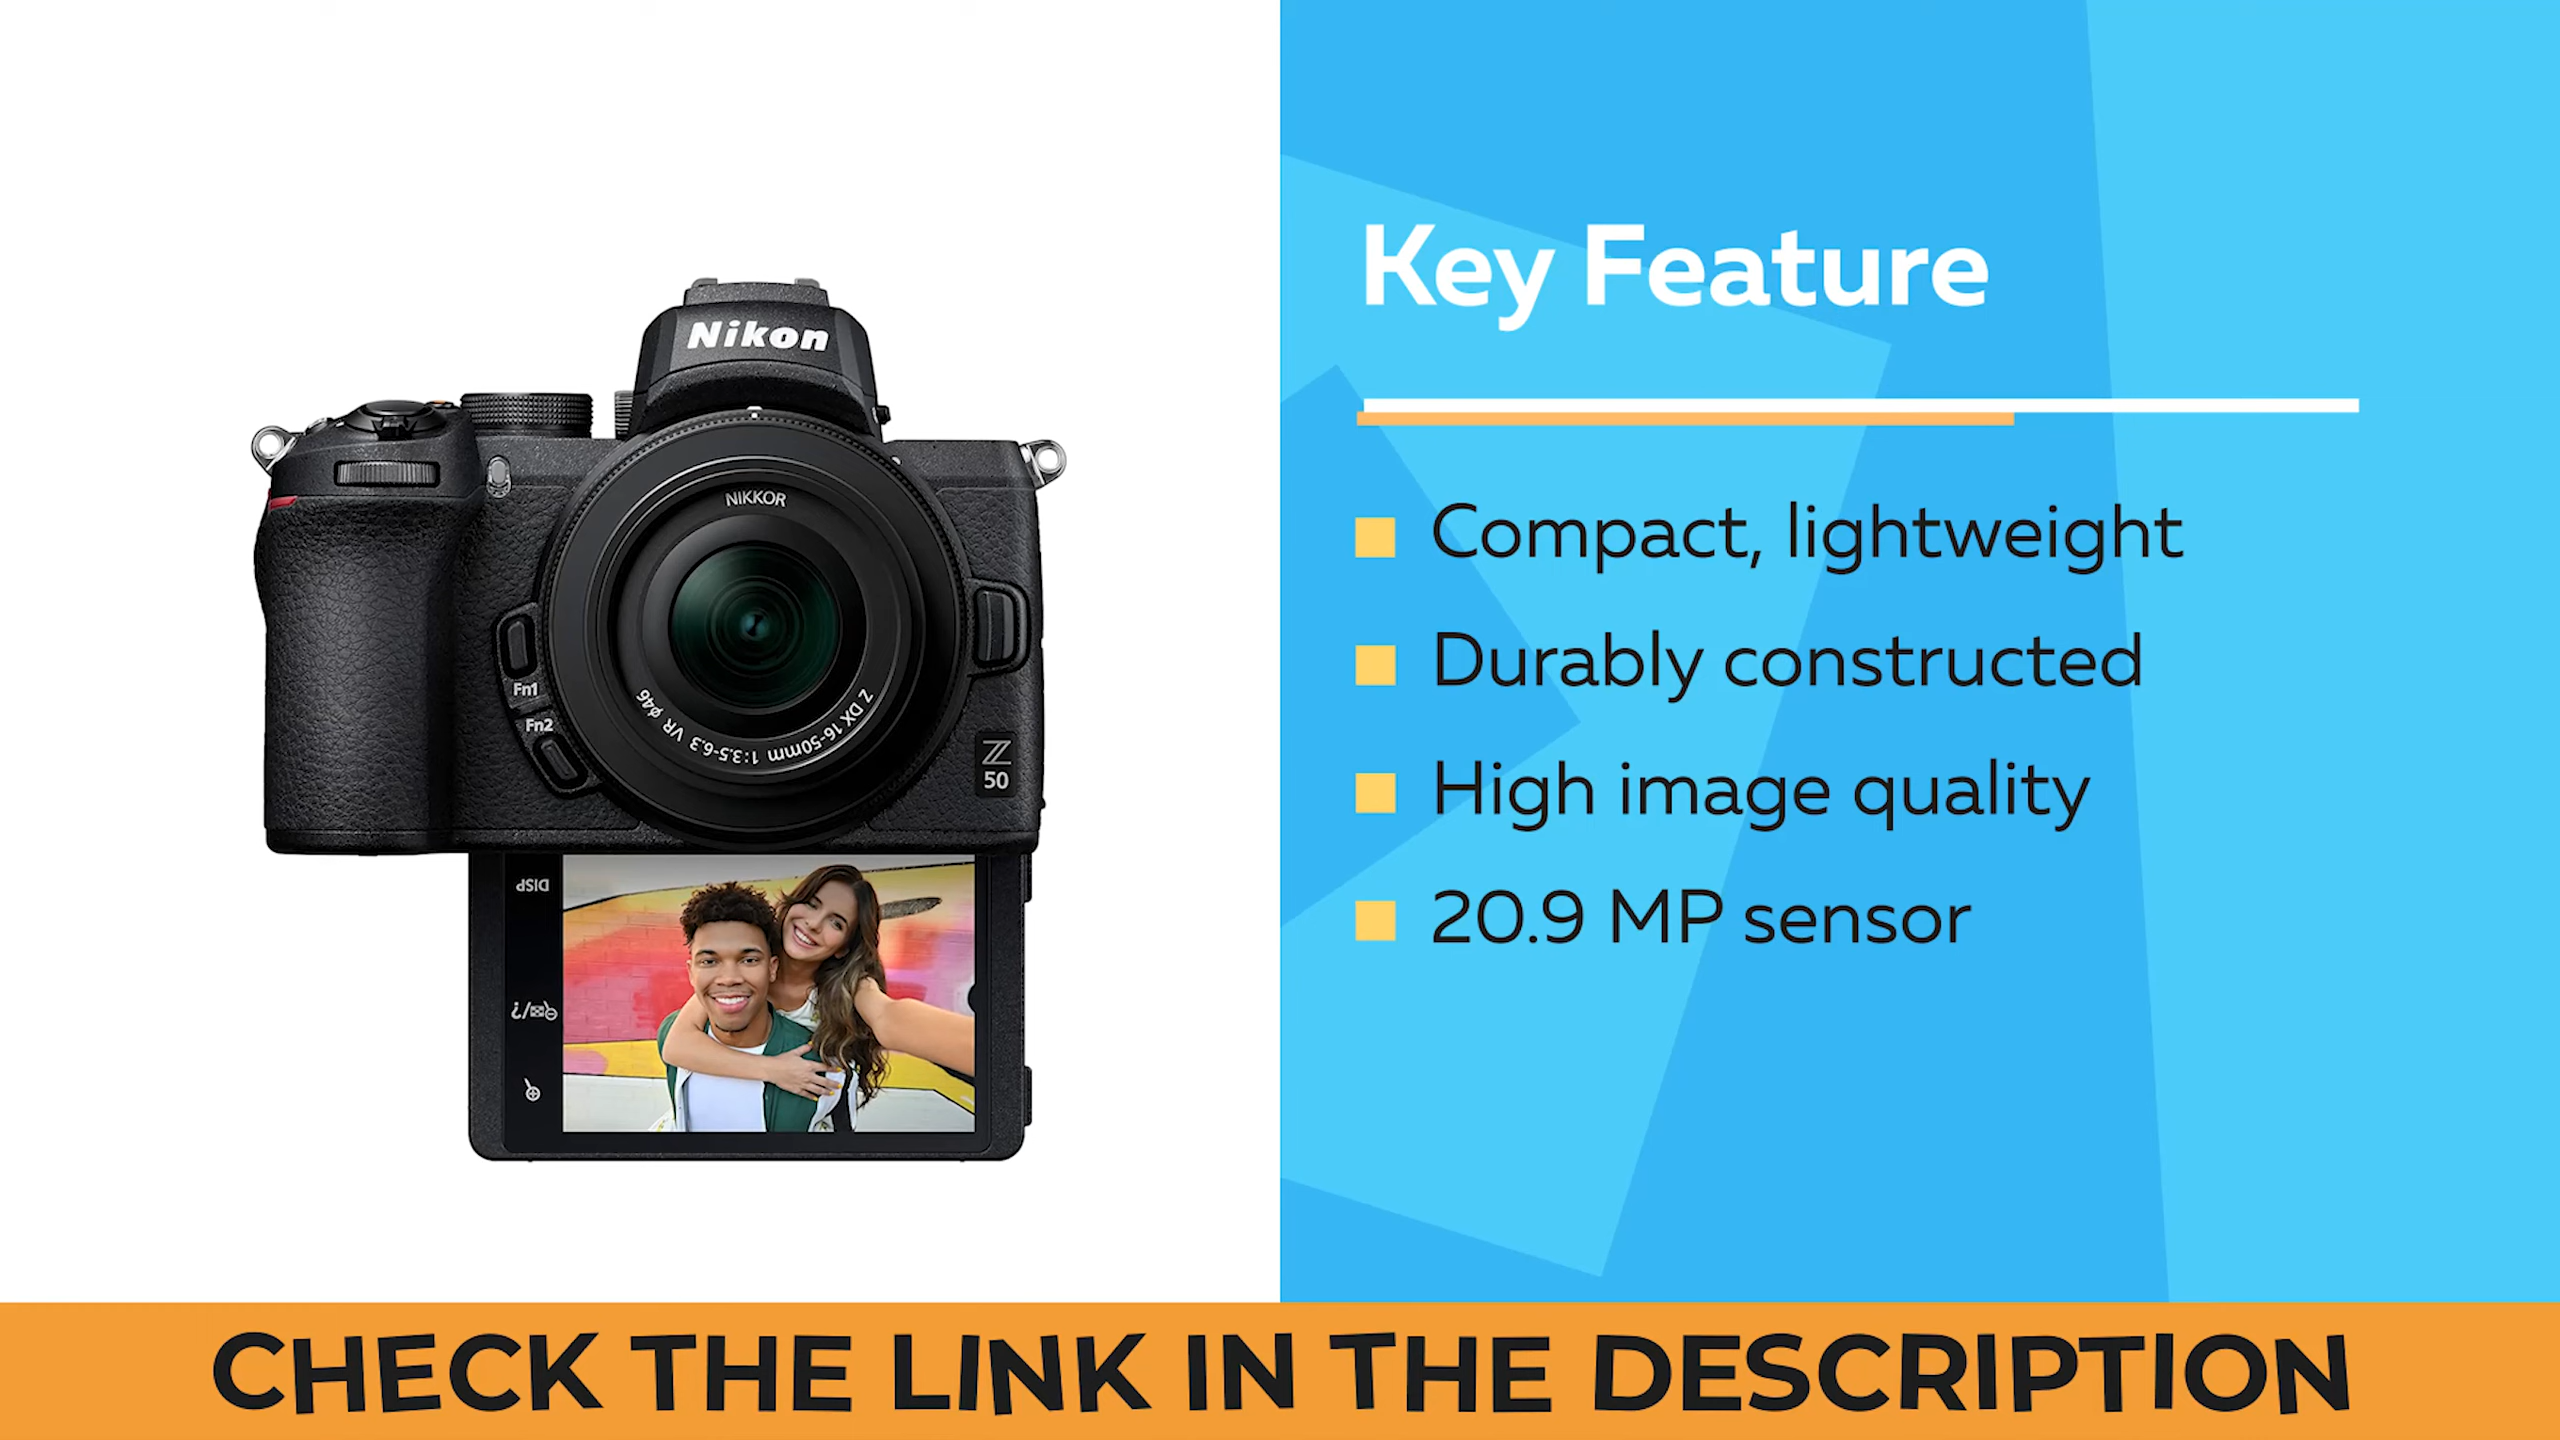 Nikon
NIKKOR
Z DX 16-50mm 1:3.5-6.3 VR ø46
Fn1
Fn2
Z
50
DISP
Key Feature
Compact, lightweight
Durably constructed
High image quality
20.9 MP sensor
CHECK THE LINK IN THE DESCRIPTION